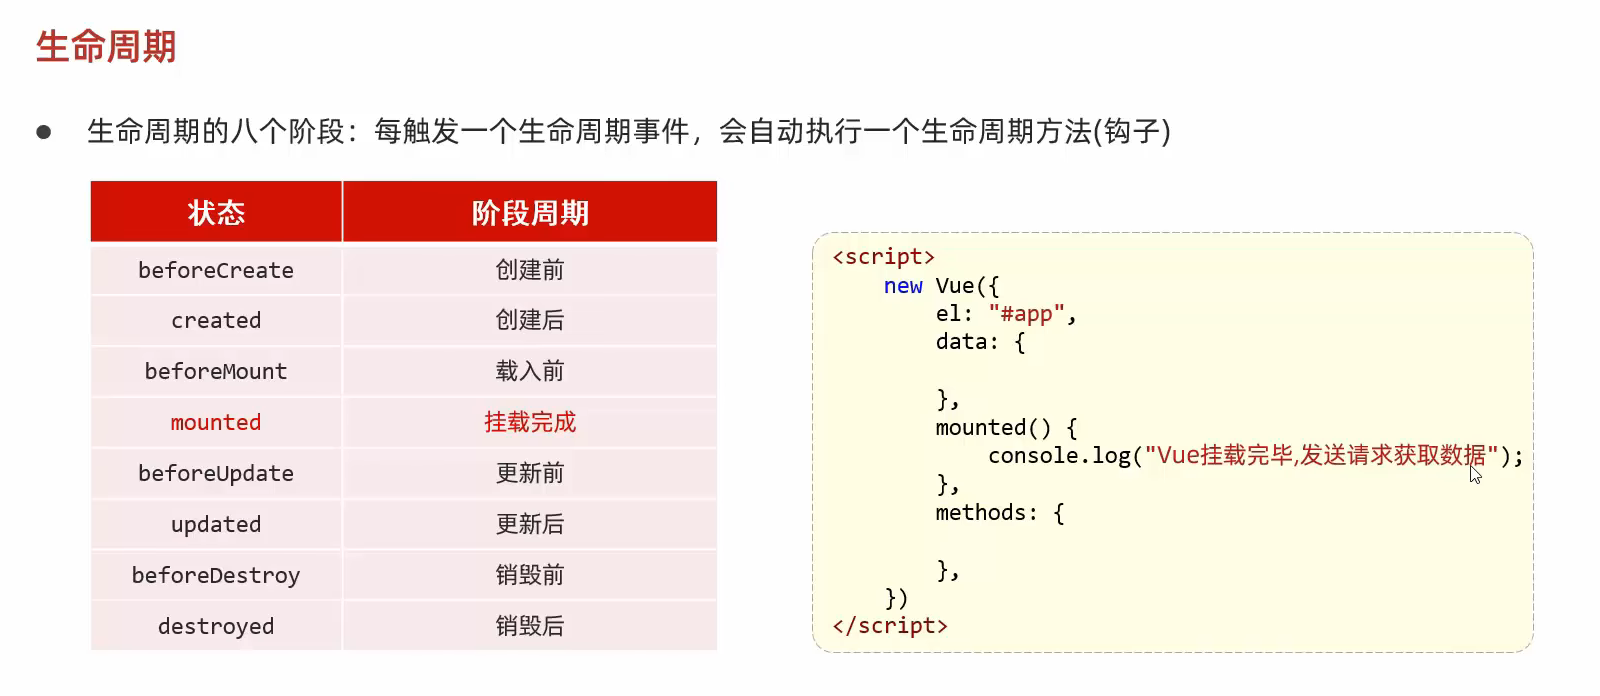 生命周期
● 生命周期的八个阶段：每触发一个生命周期事件，会自动执行一个生命周期方法(钩子)
状态 阶段周期
beforeCreate 创建前
created 创建后
beforeMount 载入前
mounted 挂载完成
beforeUpdate 更新前
updated 更新后
beforeDestroy 销毁前
destroyed 销毁后
<script>
    new Vue({
        el: "#app",
        data: {
        },
        mounted() {
            console.log("Vue挂载完毕,发送请求获取数据");
        },
        methods: {
        },
    })
</script>